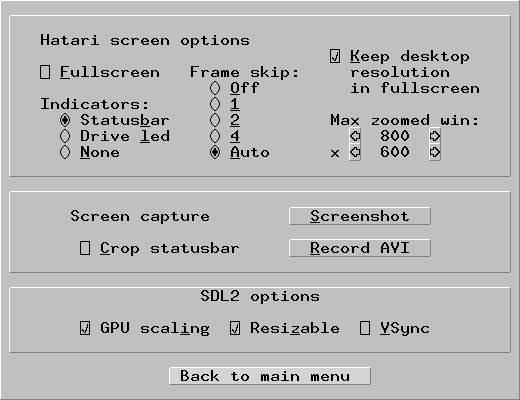 Hatari screen options
Fullscreen
Indicators:
Statusbar
Drive led
None
Frame skip:
Off
1
2
4
Auto
Keep desktop
resolution
in fullscreen
Max zoomed win:
800
x 600
Screen capture
Screenshot
Crop statusbar
Record AVI
SDL2 options
GPU scaling
Resizable
VSync
Back to main menu